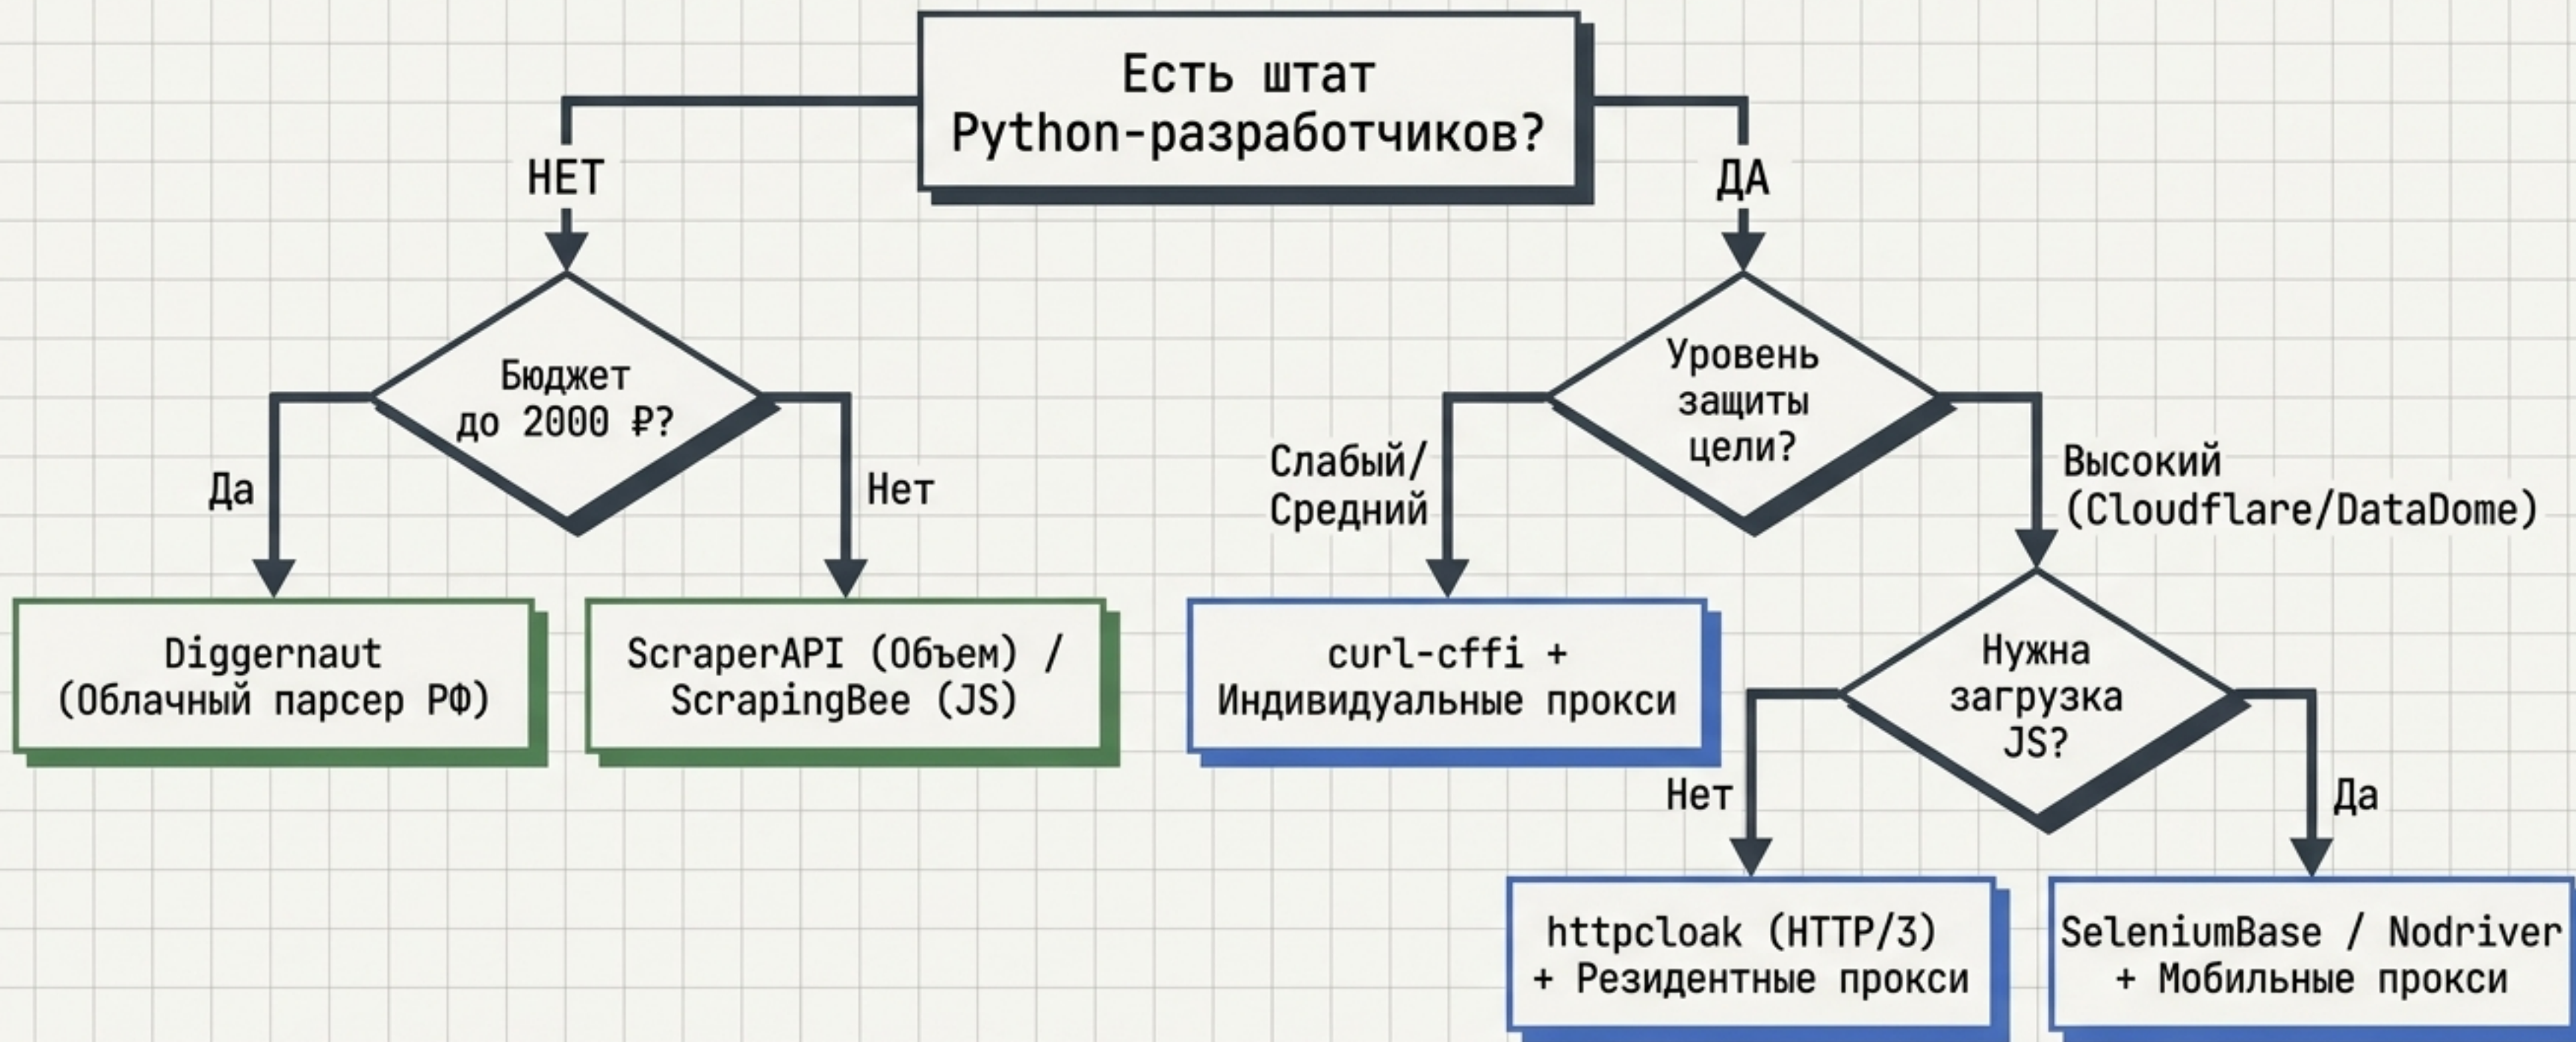 Есть штат
Python-разработчиков?
НЕТ
ДА
Бюджет
до 2000 ₽?
Уровень
защиты
цели?
Да
Нет
Слабый/
Средний
Высокий
(Cloudflare/DataDome)
Diggernaut
(Облачный парсер РФ)
ScraperAPI (Объем) /
ScrapingBee (JS)
curl-cffi +
Индивидуальные прокси
Нужна
загрузка
JS?
Нет
Да
httpcloak (HTTP/3)
+ Резидентные прокси
SeleniumBase / Nodriver
+ Мобильные прокси